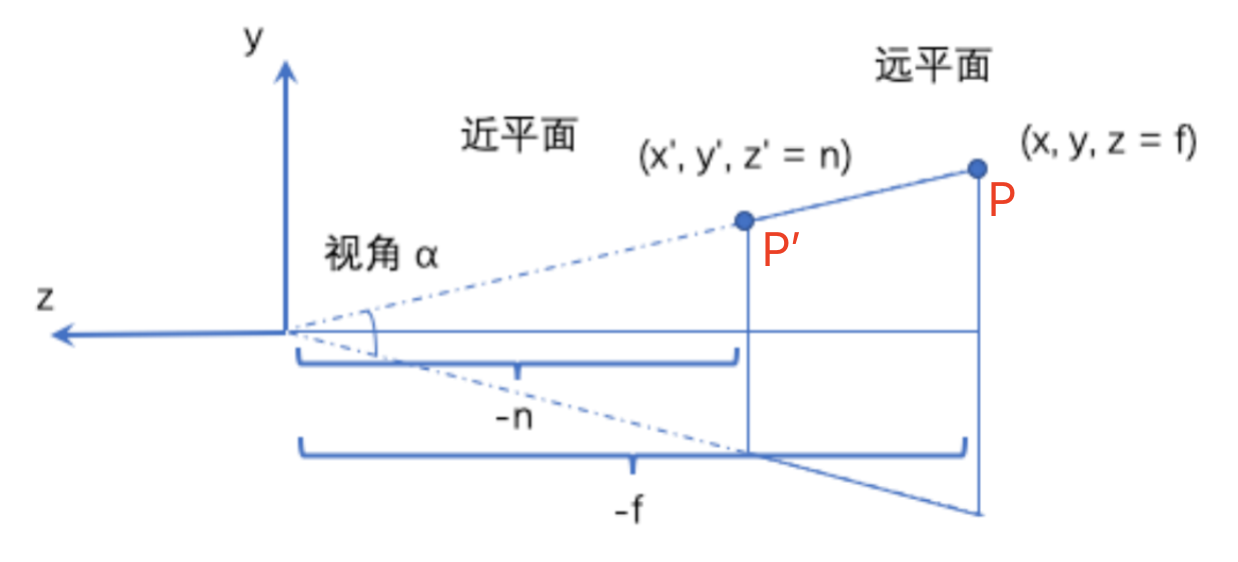 y
远平面
近平面
(x', y', z' = n)
(x, y, z = f)
P
P′
视角 α
z
-n
-f